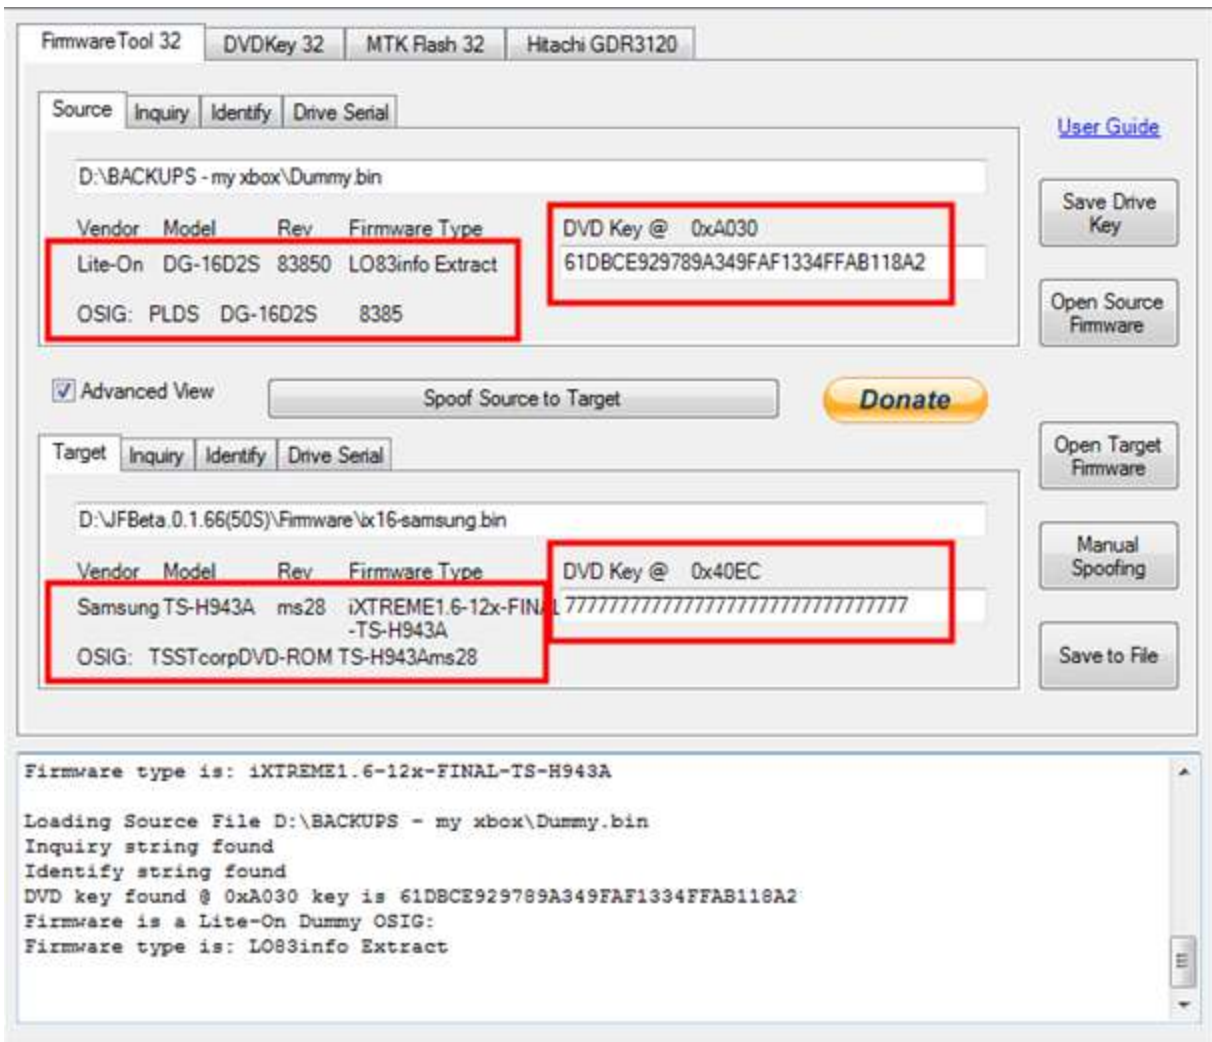 FirmwareTool 32 DVDKey 32 MTK Flash 32 Hitachi GDR3120
Source Inquiry Identify Drive Serial
User Guide
D:\BACKUPS - my xbox\Dummy.bin
Save Drive Key
Vendor Model Rev Firmware Type DVD Key @ 0xA030
Lite-On DG-16D2S 83850 LO83info Extract 61DBCE929789A349FAF1334FFAB118A2
OSIG: PLDS DG-16D2S 8385
Open Source Firmware
Advanced View Spoof Source to Target Donate
Target Inquiry Identify Drive Serial
Open Target Firmware
D:\JFBeta.0.1.66(50S)\Firmware\ix16-samsung.bin
Manual Spoofing
Vendor Model Rev Firmware Type DVD Key @ 0x40EC
Samsung TS-H943A ms28 iXTREME1.6-12x-FINAL 77777777777777777777777777777777
-TS-H943A
OSIG: TSSTcorpDVD-ROM TS-H943Ams28
Save to File
Firmware type is: iXTREME1.6-12x-FINAL-TS-H943A
Loading Source File D:\BACKUPS - my xbox\Dummy.bin
Inquiry string found
Identify string found
DVD key found @ 0xA030 key is 61DBCE929789A349FAF1334FFAB118A2
Firmware is a Lite-On Dummy OSIG:
Firmware type is: LO83info Extract